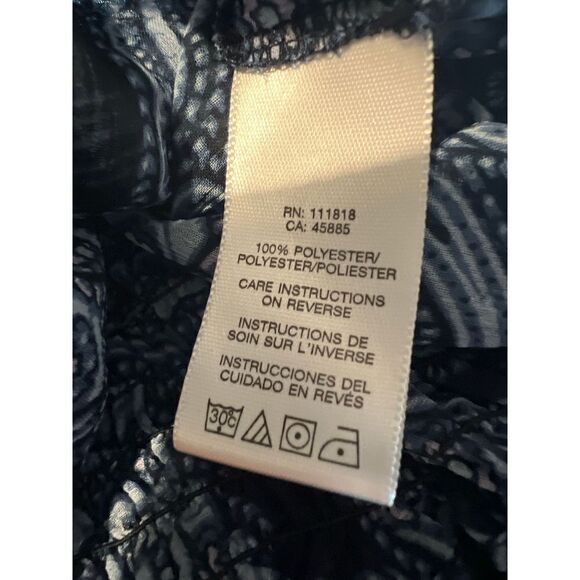 RN: 111818
CA: 45885
100% POLYESTER/
POLYESTER/POLIESTER
CARE INSTRUCTIONS
ON REVERSE
INSTRUCTIONS DE
SOIN SUR L'INVERSE
INSTRUCCIONES DEL
CUIDADO EN REVÉS
30°C